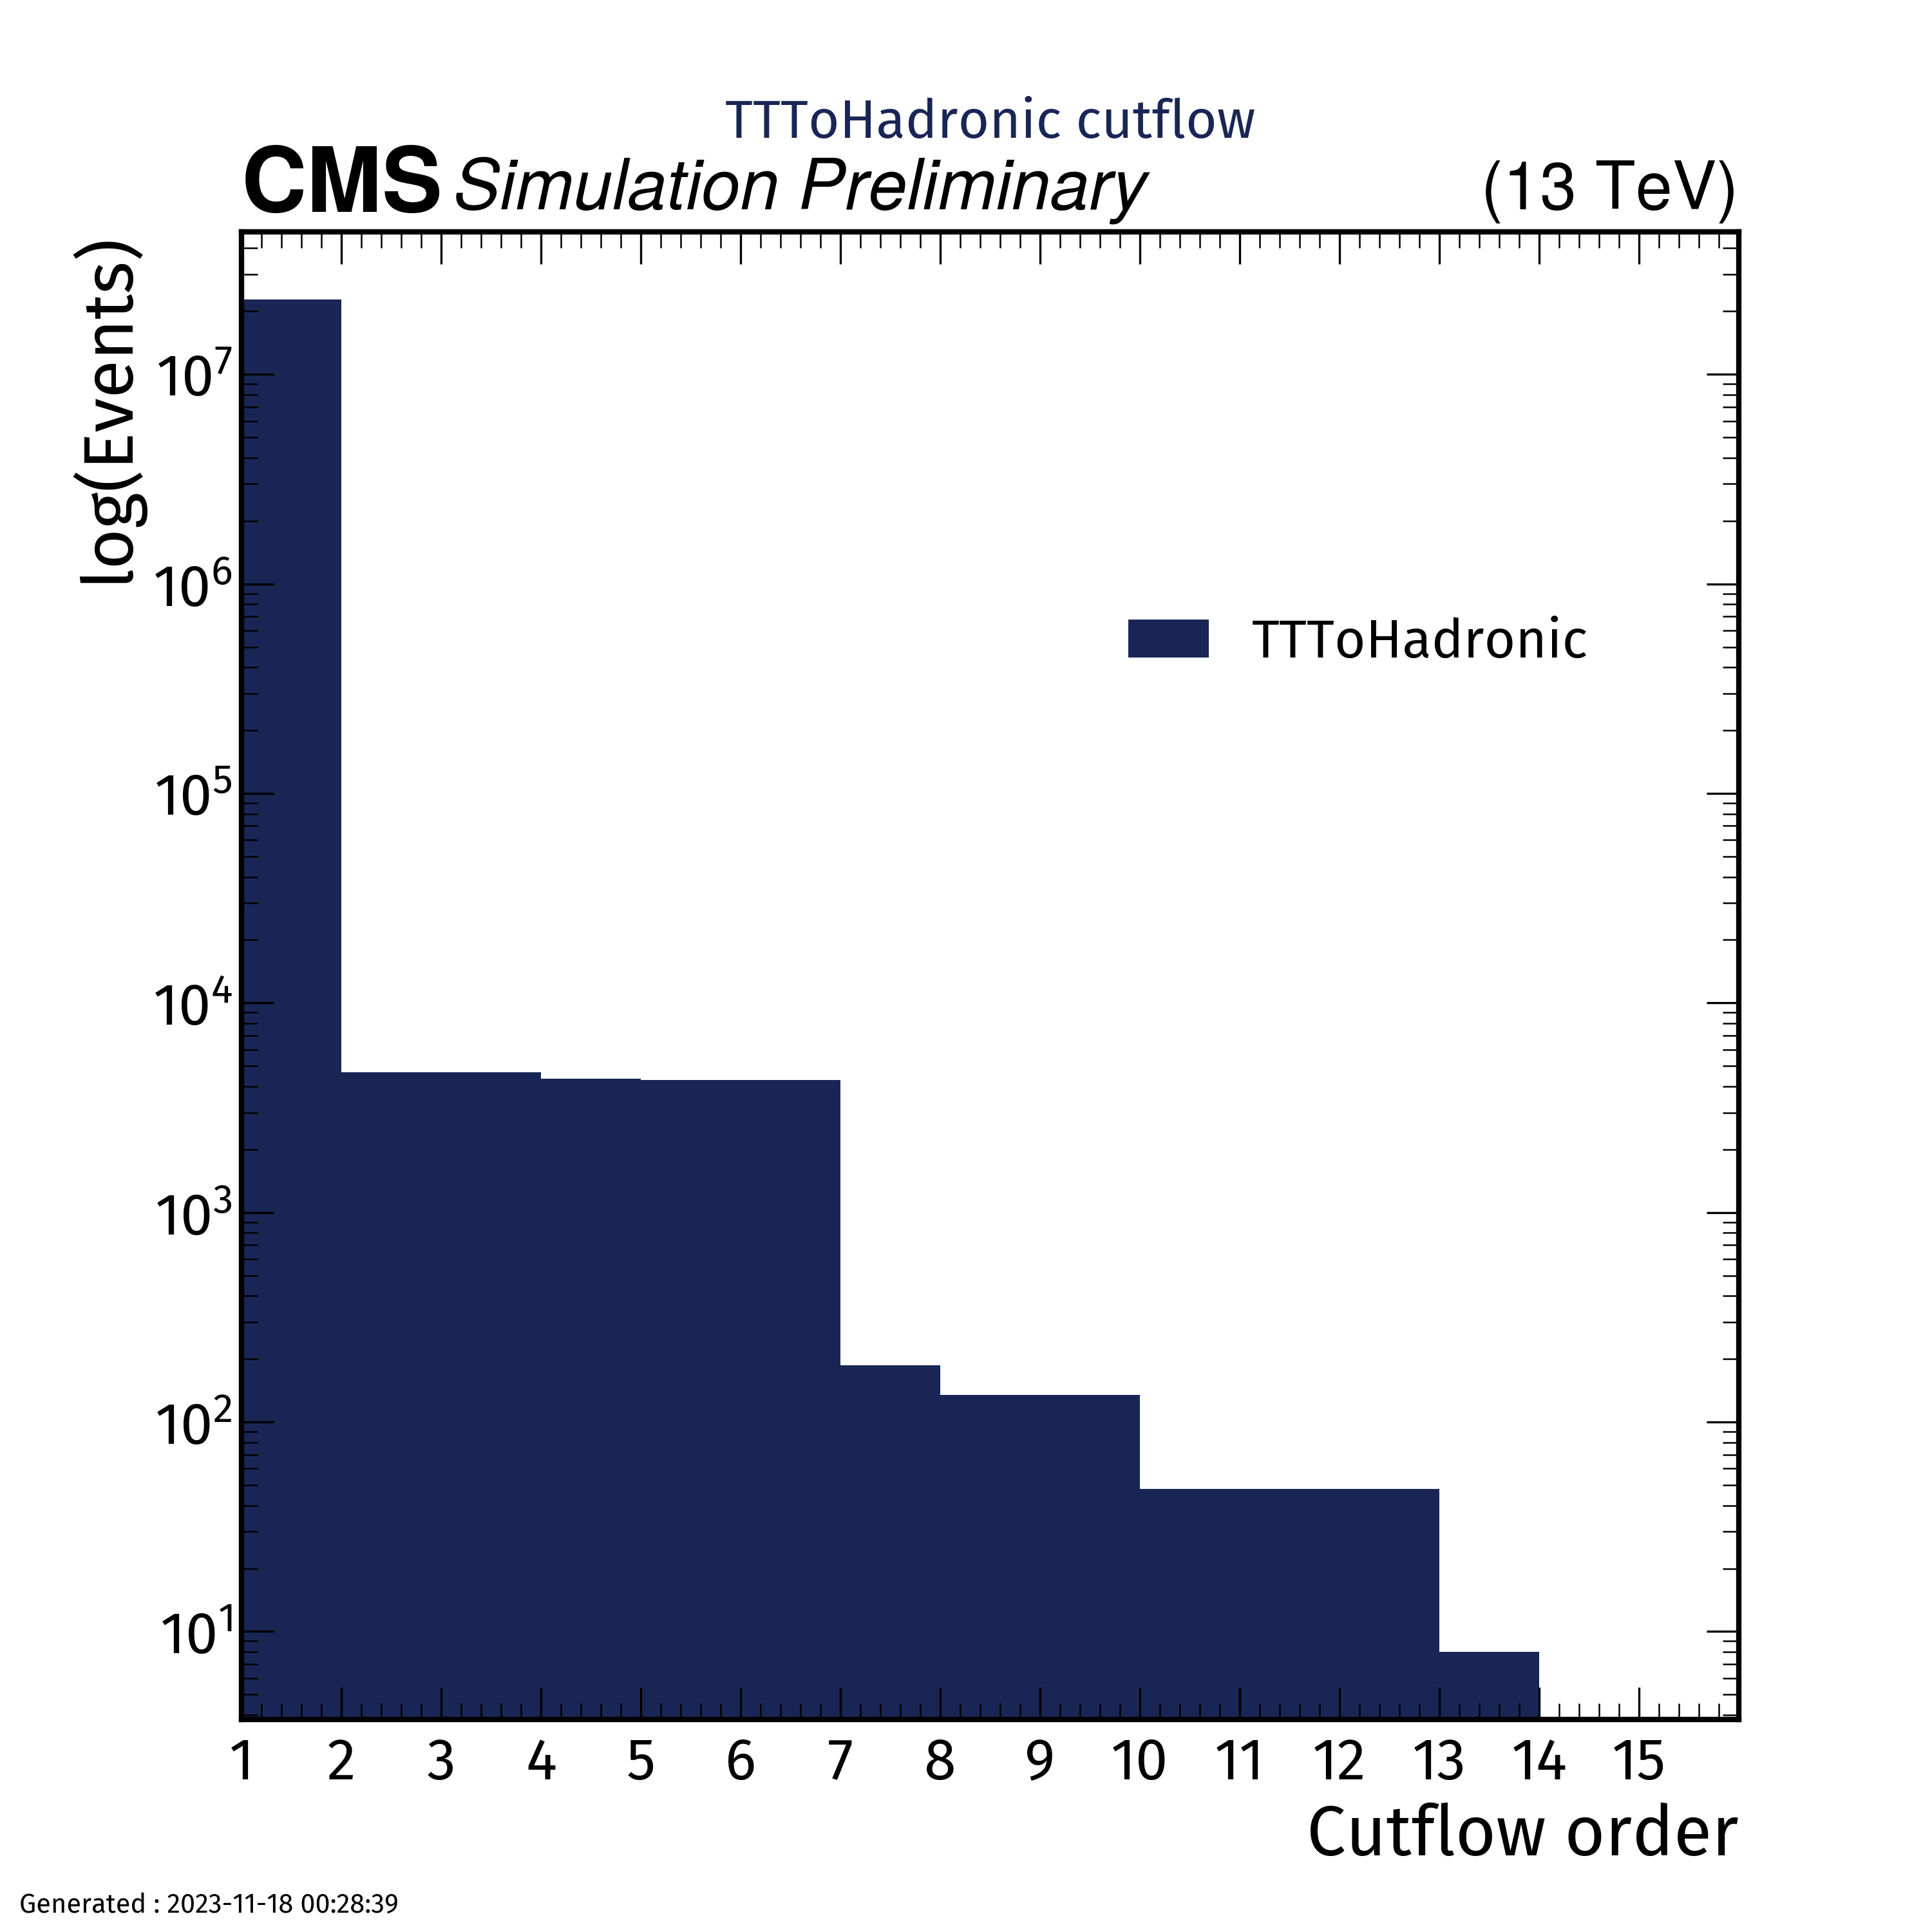 TTToHadronic cutflow
CMS Simulation Preliminary (13 TeV)
log(Events)
10^7
10^6
10^5
10^4
10^3
10^2
10^1
TTToHadronic
1 2 3 4 5 6 7 8 9 10 11 12 13 14 15
Cutflow order
Generated : 2023-11-18 00:28:39